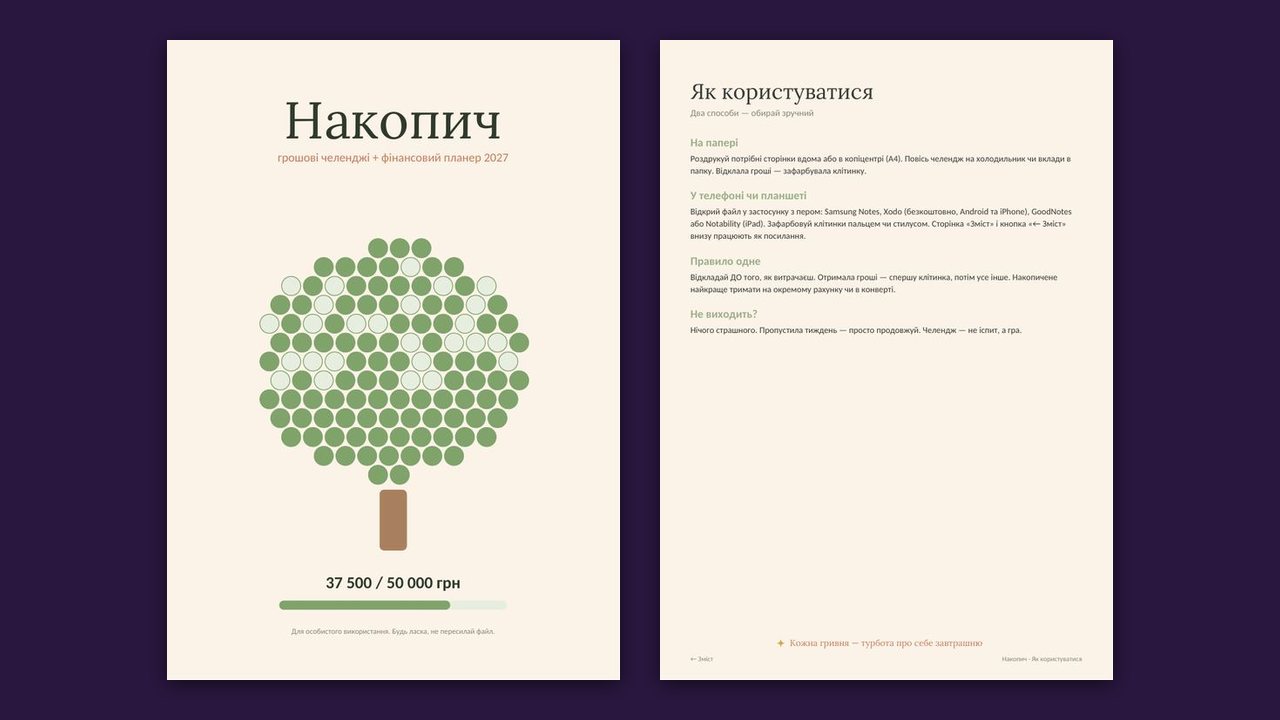 Накопич
грошові челенджі + фінансовий планер 2027
37 500 / 50 000 грн
Для особистого використання. Будь ласка, не пересилай файл.
Як користуватися
Два способи — обирай зручний
На папері
Роздрукуй потрібні сторінки вдома або в копіцентрі (А4). Повісь челендж на холодильник чи вклади в
папку. Відклала гроші — зафарбувала клітинку.
У телефоні чи планшеті
Відкрий файл у застосунку з пером: Samsung Notes, Xodo (безкоштовно, Android та iPhone), GoodNotes
або Notability (iPad). Зафарбовуй клітинки пальцем чи стилусом. Сторінка «Зміст» і кнопка «← Зміст»
внизу працюють як посилання.
Правило одне
Відкладай ДО того, як витрачаєш. Отримала гроші — спершу клітинка, потім усе інше. Накопичене
найкраще тримати на окремому рахунку чи в конверті.
Не виходить?
Нічого страшного. Пропустила тиждень — просто продовжуй. Челендж — не іспит, а гра.
✦ Кожна гривня — турбота про себе завтрашню
← Зміст
Накопич · Як користуватися